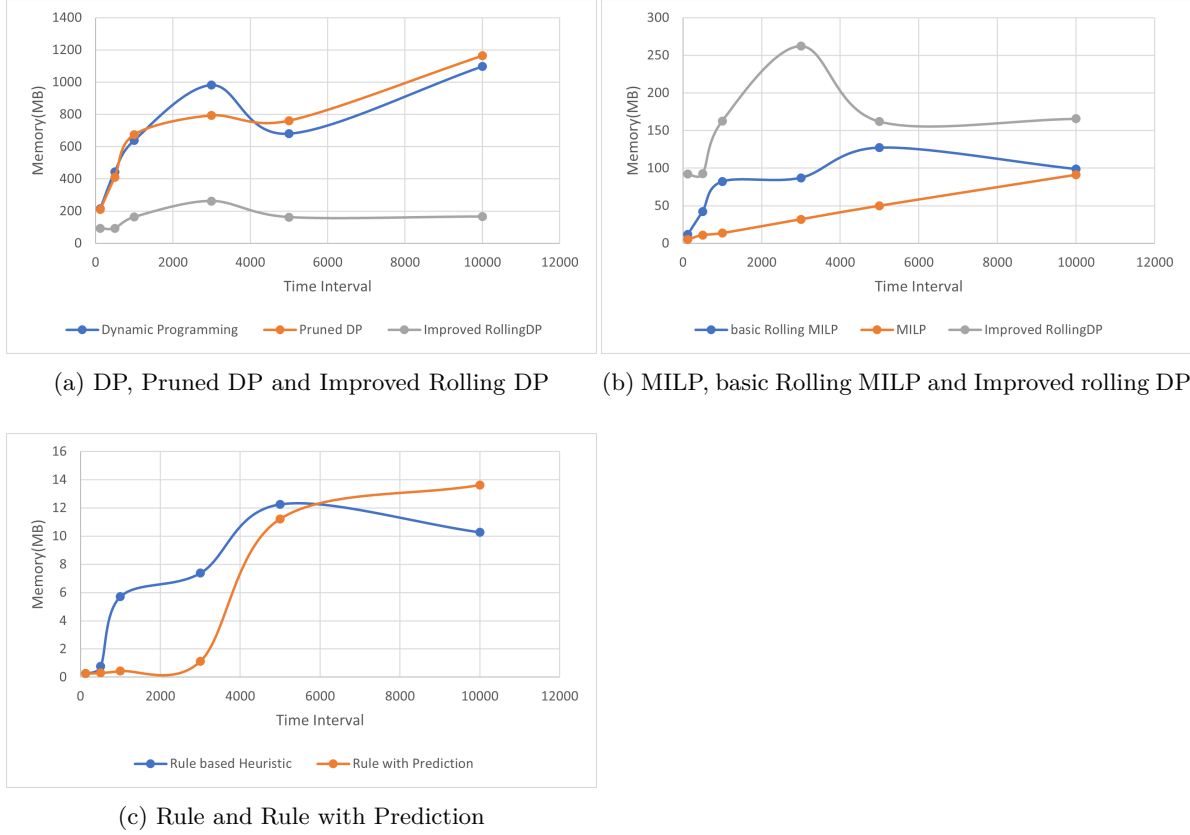 1400
1200
1000
800
600
400
200
0
Memory(MB)
0 2000 4000 6000 8000 10000 12000
Time Interval
Dynamic Programming Pruned DP Improved RollingDP
(a) DP, Pruned DP and Improved Rolling DP
300
250
200
150
100
50
0
Memory(MB)
0 2000 4000 6000 8000 10000 12000
Time Interval
basic Rolling MILP MILP Improved RollingDP
(b) MILP, basic Rolling MILP and Improved rolling DP
16
14
12
10
8
6
4
2
0
Memory(MB)
0 2000 4000 6000 8000 10000 12000
Time Interval
Rule based Heuristic Rule with Prediction
(c) Rule and Rule with Prediction